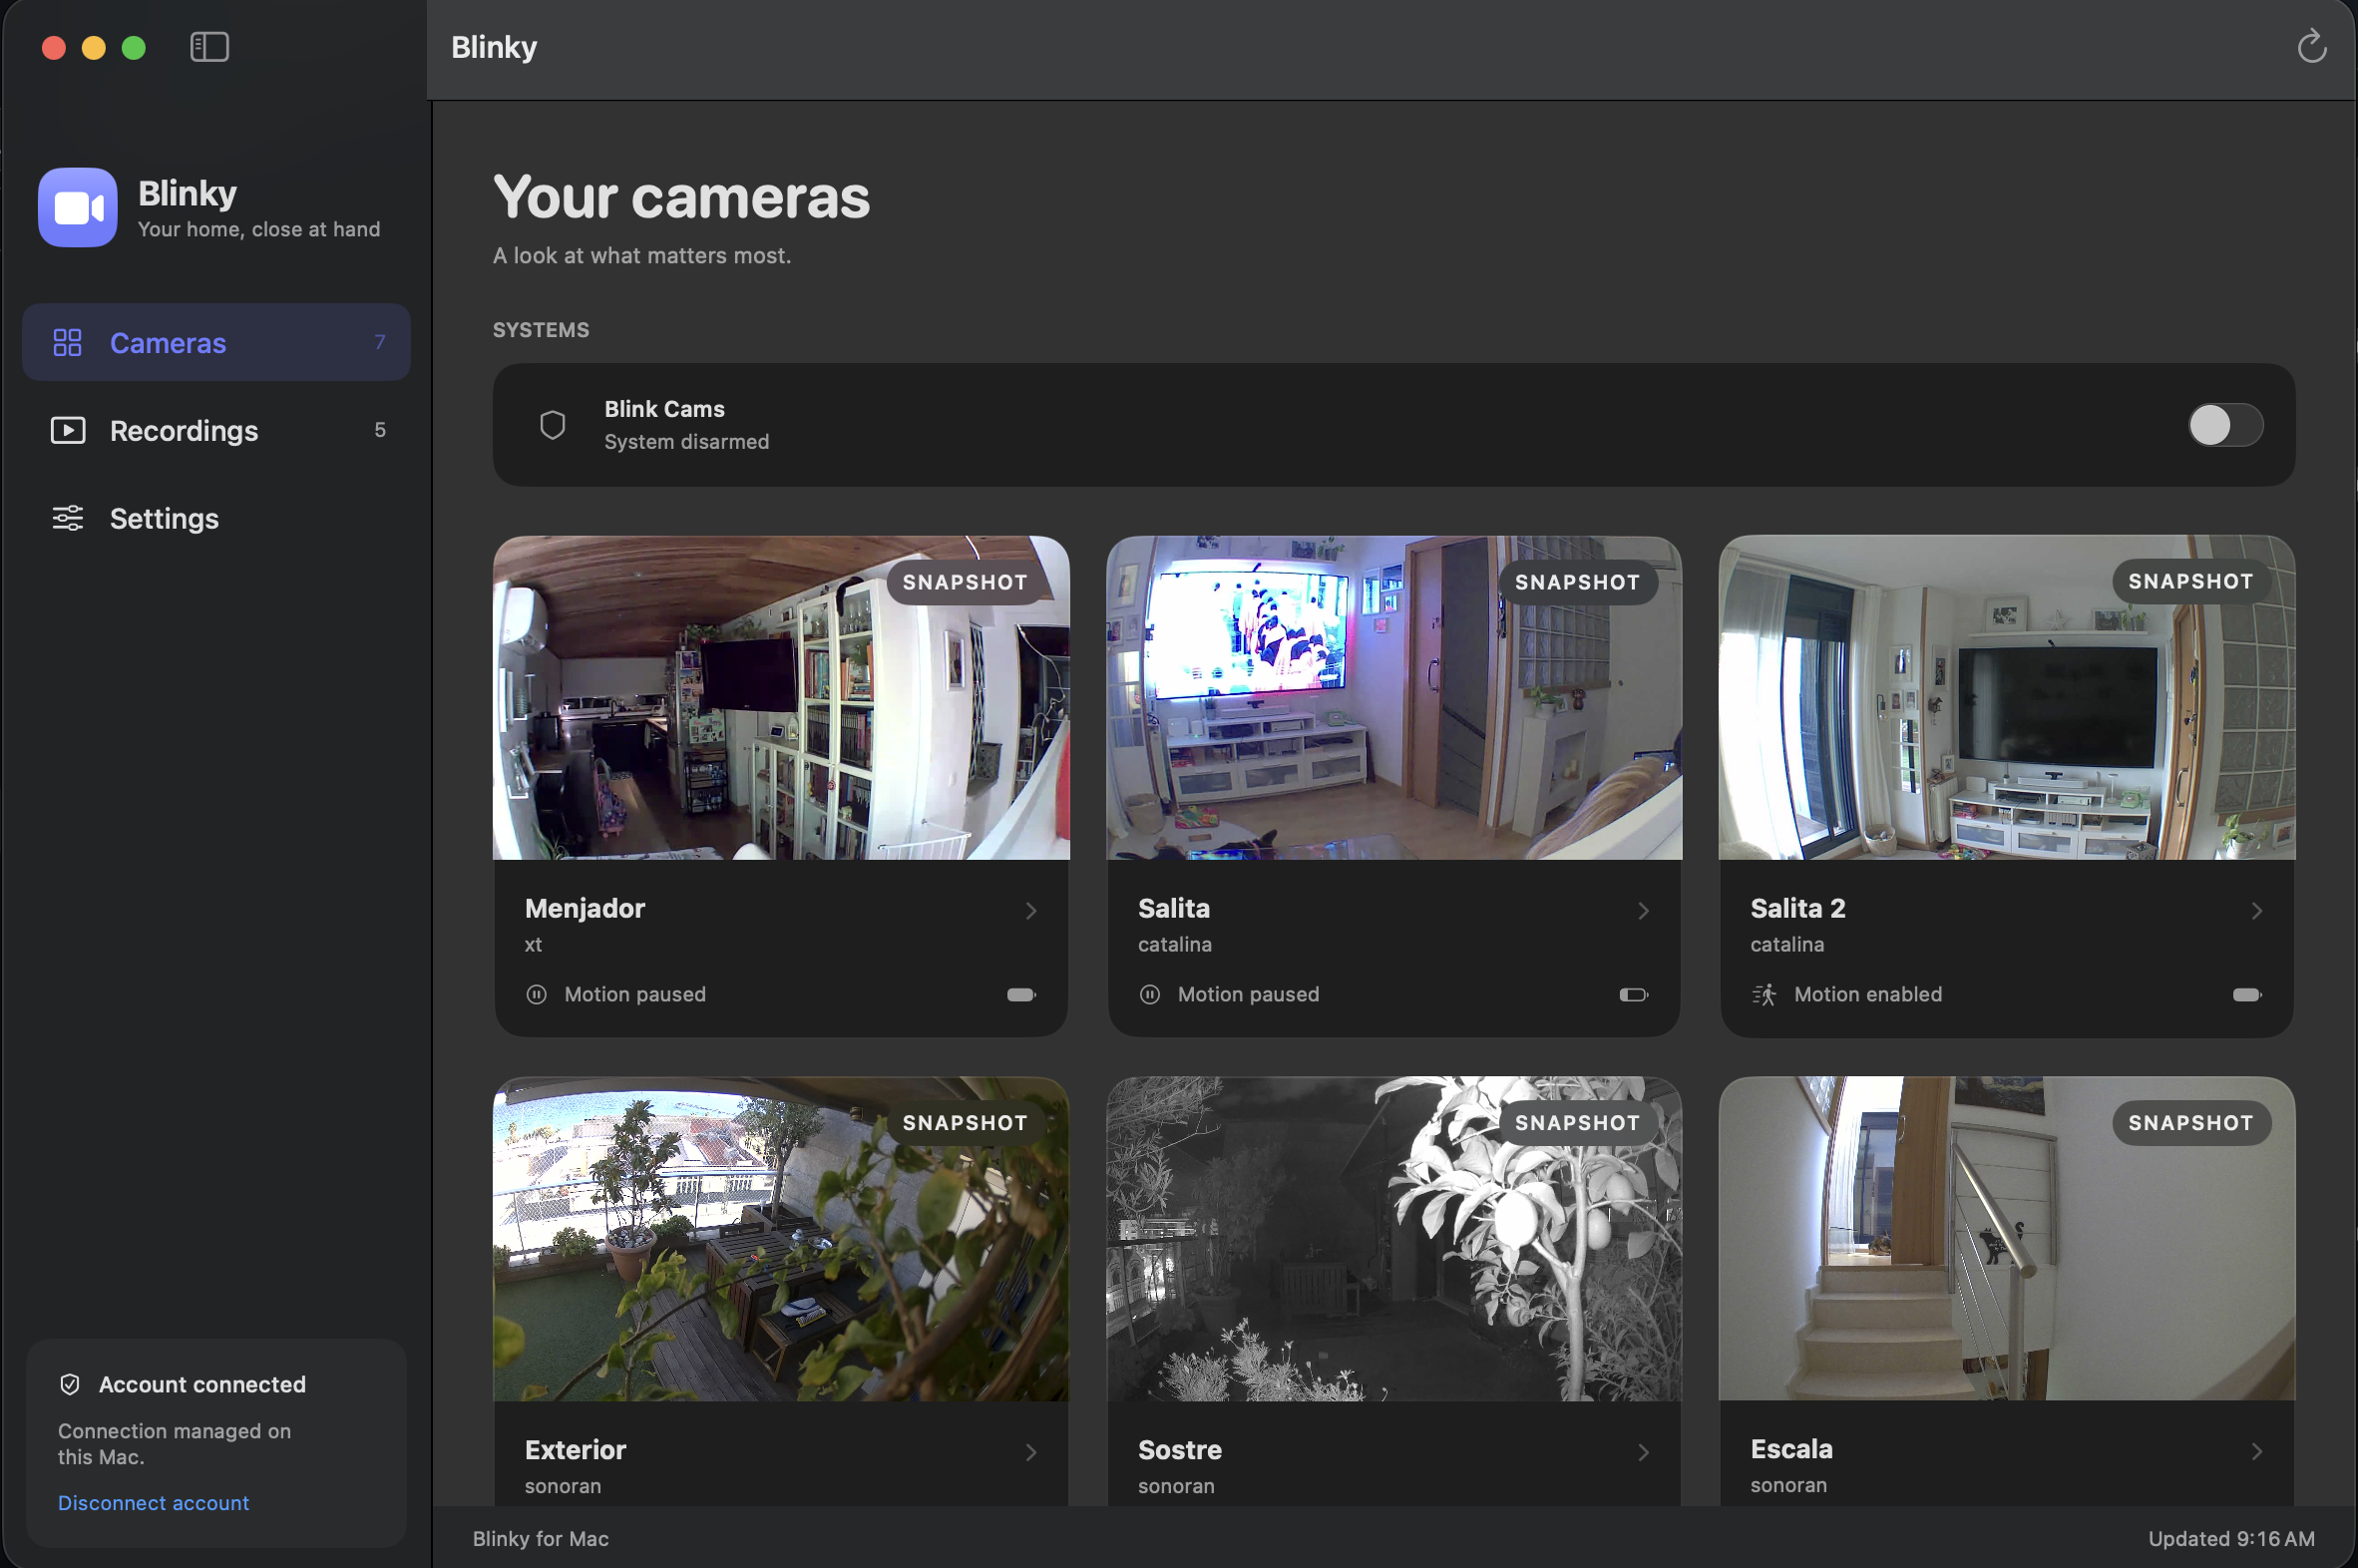 Blinky
Blinky
Your home, close at hand
Cameras 7
Recordings 5
Settings
Account connected
Connection managed on
this Mac.
Disconnect account
Your cameras
A look at what matters most.
SYSTEMS
Blink Cams
System disarmed
SNAPSHOT
SNAPSHOT
SNAPSHOT
Menjador
xt
Motion paused
Salita
catalina
Motion paused
Salita 2
catalina
Motion enabled
SNAPSHOT
SNAPSHOT
SNAPSHOT
Exterior
sonoran
Sostre
sonoran
Escala
sonoran
Blinky for Mac
Updated 9:16 AM